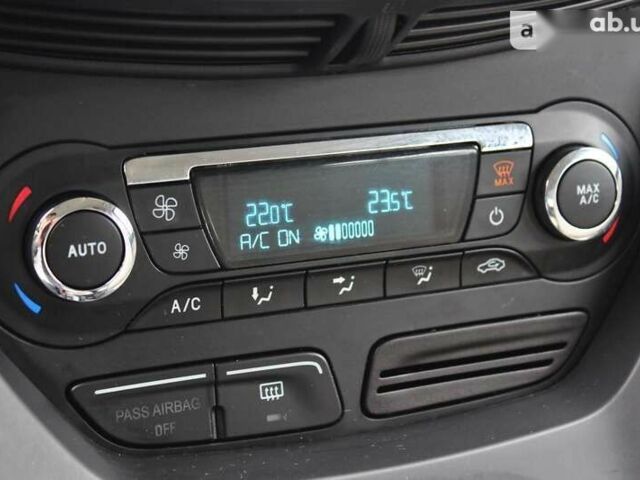 a
ab.u
22.0°C
23.5°C
A/C ON
MAX
AUTO
MAX
A/C
A/C
PASS AIRBAG
OFF